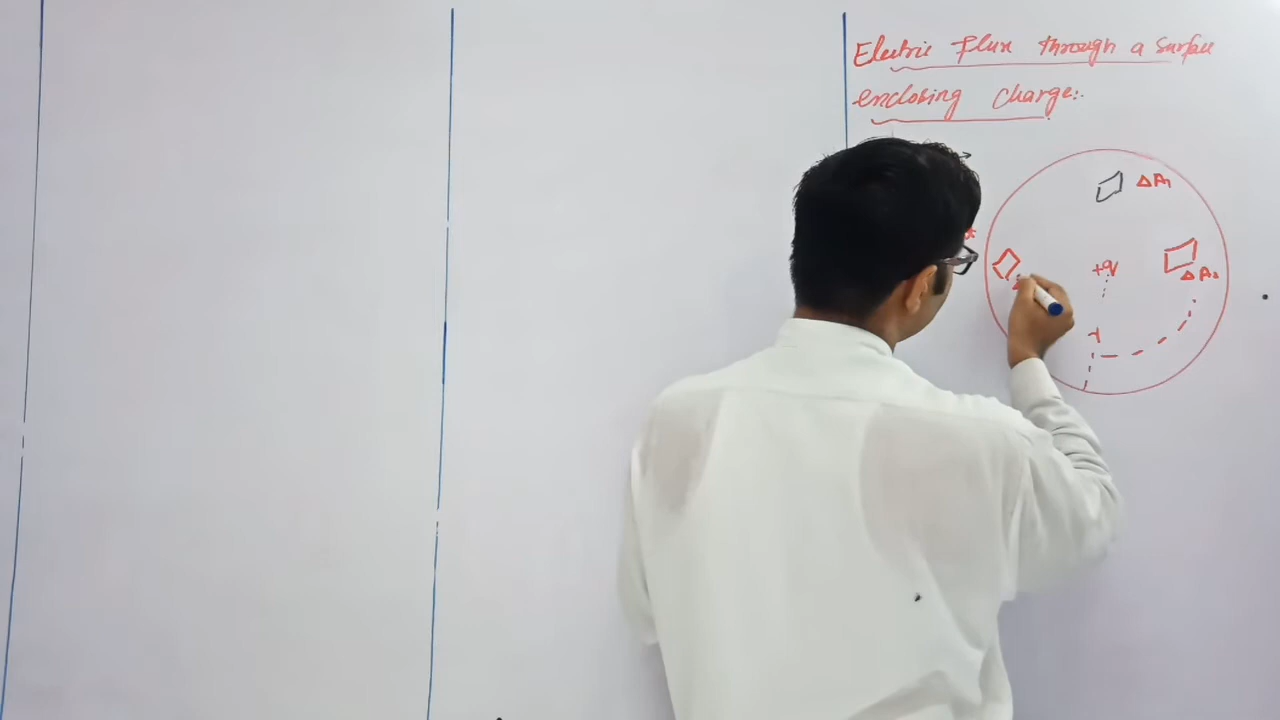 Electric Flux through a Surface
enclosing Charge:.
ΔA₁
+q
ΔA₂
r